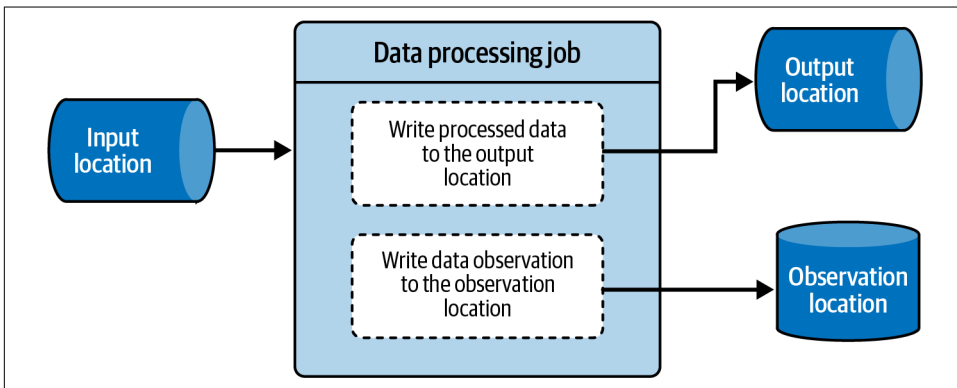 Data processing job
Input
location
Write processed data
to the output
location
Output
location
Write data observation
to the observation
location
Observation
location